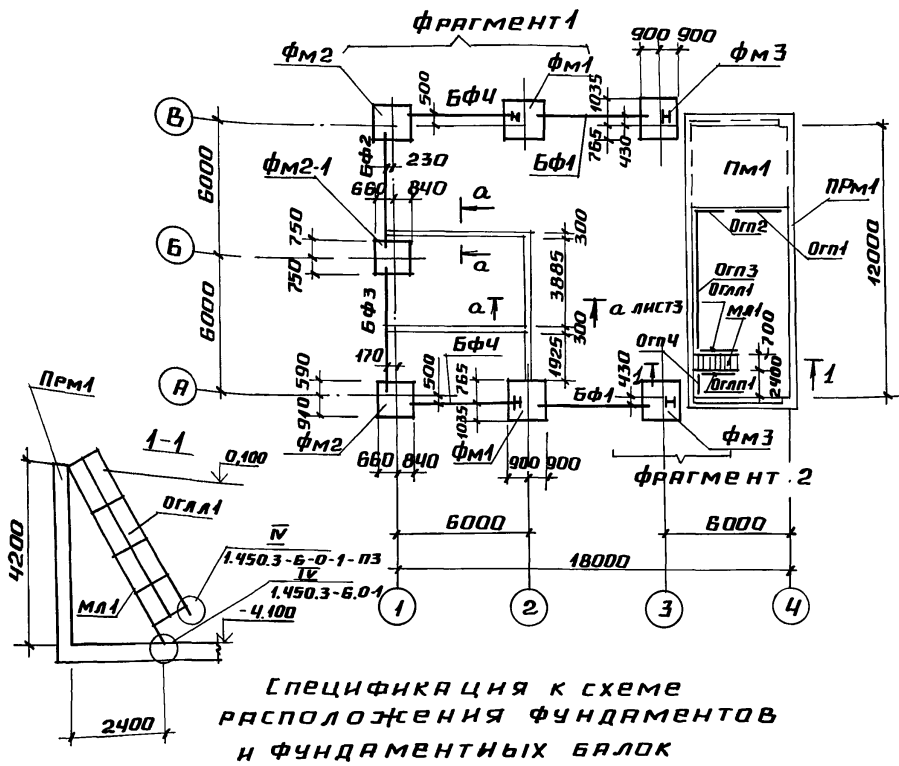 Фрагмент 1
Фм2
Фм1
900 900
Фм3
500
БФ4
1035
В
765
430
БФ1
БФ2
230
Пм1
ПРм1
Фм2-1
660 840
а
6000
Огп2
Огп1
300
Б
750
750
а
3885
12000
Огп3
Оглл1
мл1
6000
БФ3
а
а лист3
300
700
Огп4
170
БФ4
1925
590
500
765
430
1
БФ1
Оглп1
2400
1
А
910
ПРм1
1035
Фм2
Фм1
Фм3
1-1
0,100
660 840
900 900
Фрагмент 2
Оглл1
4200
6000
6000
IV
1.450.3-6-0-1-ПЗ
18000
IV
1.450.3-6.0-1
мл1
-4.100
1
2
3
4
2400
Спецификация к схеме
расположения фундаментов
и фундаментных балок